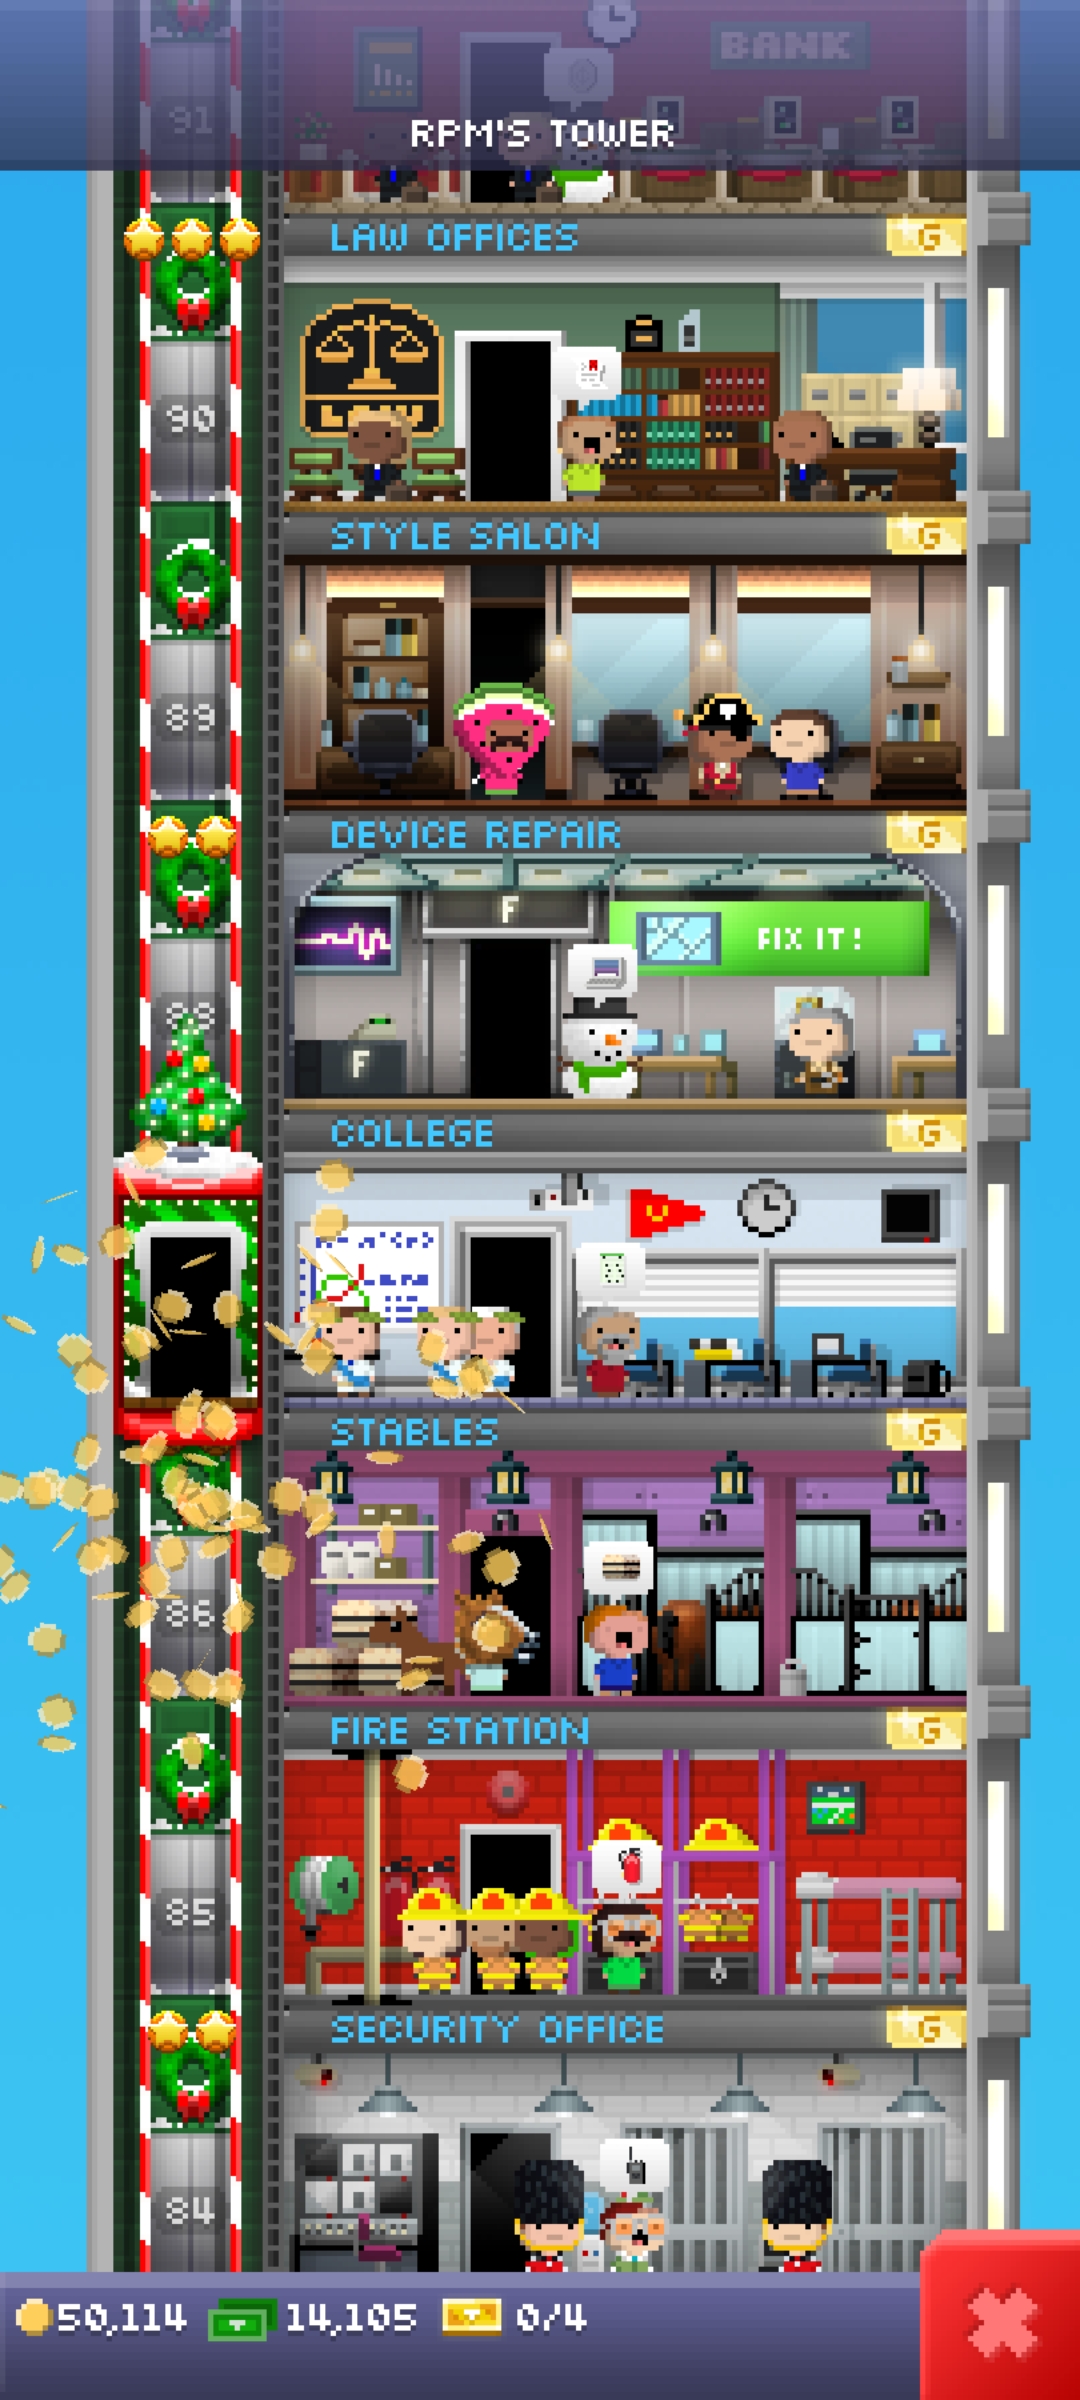 91
BANK
RPM'S TOWER
LAW OFFICES G
LAW
90
STYLE SALON G
89
DEVICE REPAIR G
F
FIX IT!
88
F
COLLEGE G
U
STABLES G
86
FIRE STATION G
85
SECURITY OFFICE G
84
50,114 14,105 0/4